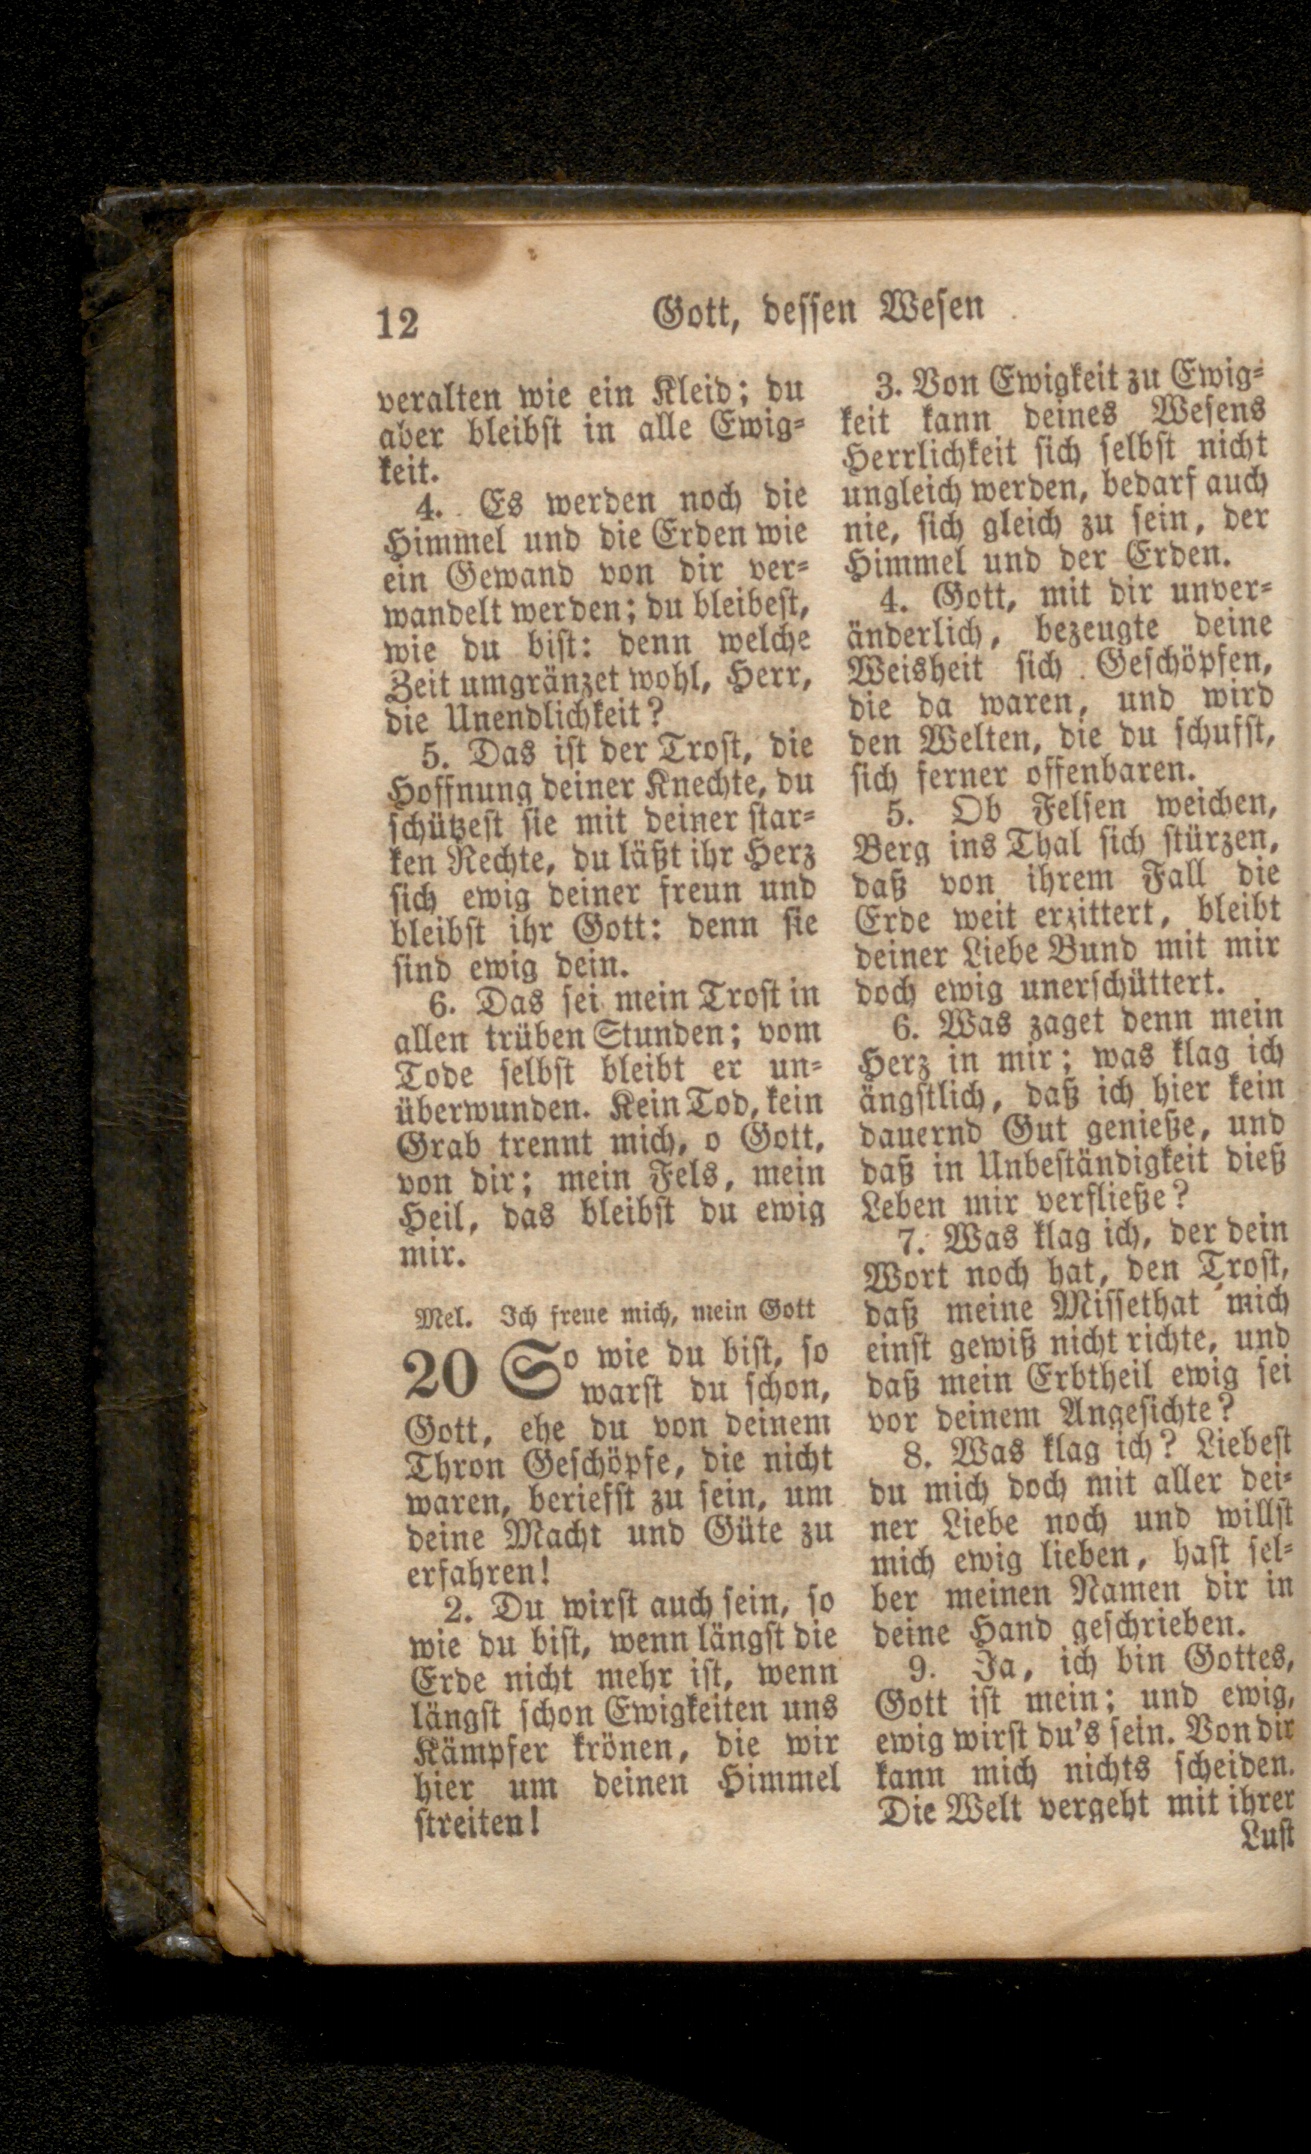 12
Gott, dessen Wesen
veralten wie ein Kleid; du
aber bleibst in alle Ewig-
keit.
4. Es werden noch die
Himmel und die Erden wie
ein Gewand von dir ver-
wandelt werden; du bleibest,
wie du bist: denn welche
Zeit umgränzet wohl, Herr,
die Unendlichkeit?
5. Das ist der Trost, die
Hoffnung deiner Knechte, du
schützest sie mit deiner star-
ken Rechte, du läßt ihr Herz
sich ewig deiner freun und
bleibst ihr Gott: denn sie
sind ewig dein.
6. Das sei mein Trost in
allen trüben Stunden; vom
Tode selbst bleibt er un-
überwunden. Kein Tod, kein
Grab trennt mich, o Gott,
von dir; mein Fels, mein
Heil, das bleibst du ewig
mir.
Mel. Ich freue mich, mein Gott
20 So wie du bist, so
warst du schon,
Gott, ehe du von deinem
Thron Geschöpfe, die nicht
waren, beriefst zu sein, um
deine Macht und Güte zu
erfahren!
2. Du wirst auch sein, so
wie du bist, wenn längst die
Erde nicht mehr ist, wenn
längst schon Ewigkeiten uns
Kämpfer krönen, die wir
hier um deinen Himmel
streiten!
3. Von Ewigkeit zu Ewig-
keit kann deines Wesens
Herrlichkeit sich selbst nicht
ungleich werden, bedarf auch
nie, sich gleich zu sein, der
Himmel und der Erden.
4. Gott, mit dir unver-
änderlich, bezeugte deine
Weisheit sich Geschöpfen,
die da waren, und wird
den Welten, die du schufst,
sich ferner offenbaren.
5. Ob Felsen weichen,
Berg ins Thal sich stürzen,
daß von ihrem Fall die
Erde weit erzittert, bleibt
deiner Liebe Bund mit mir
doch ewig unerschüttert.
6. Was zaget denn mein
Herz in mir; was klag ich
ängstlich, daß ich hier kein
dauernd Gut genieße, und
daß in Unbeständigkeit dieß
Leben mir verfließe?
7. Was klag ich, der dein
Wort noch hat, den Trost,
daß meine Missethat mich
einst gewiß nicht richte, und
daß mein Erbtheil ewig sei
vor deinem Angesichte?
8. Was klag ich? Liebest
du mich doch mit aller dei-
ner Liebe noch und willst
mich ewig lieben, hast sel-
ber meinen Namen dir in
deine Hand geschrieben.
9. Ja, ich bin Gottes,
Gott ist mein; und ewig,
ewig wirst du's sein. Von dir
kann mich nichts scheiden.
Die Welt vergeht mit ihrer
Lust